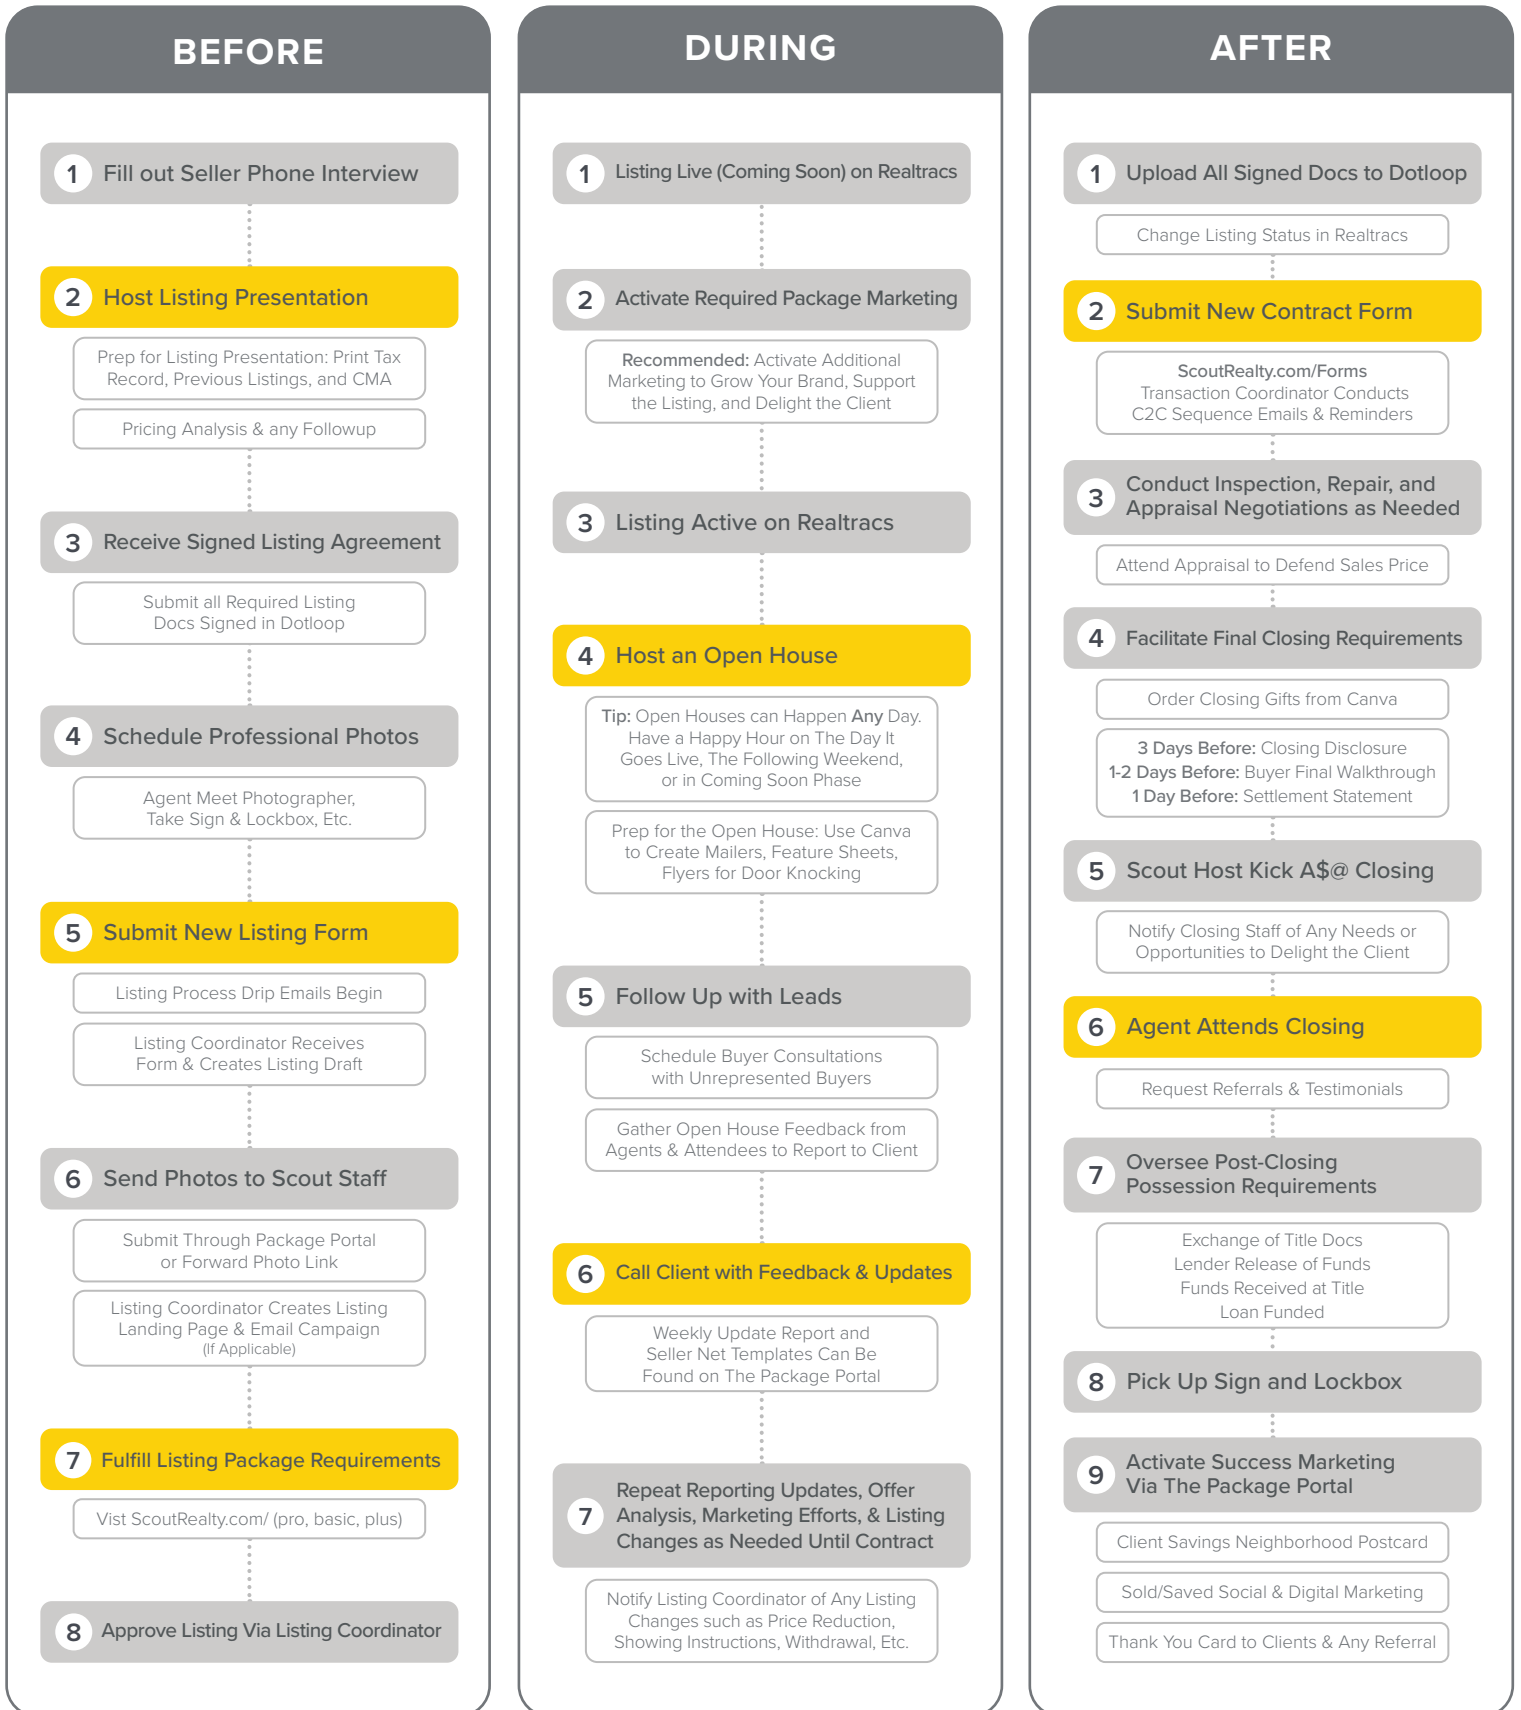 BEFORE
1 Fill out Seller Phone Interview
2 Host Listing Presentation
Prep for Listing Presentation: Print Tax
Record, Previous Listings, and CMA
Pricing Analysis & any Followup
3 Receive Signed Listing Agreement
Submit all Required Listing
Docs Signed in Dotloop
4 Schedule Professional Photos
Agent Meet Photographer,
Take Sign & Lockbox, Etc.
5 Submit New Listing Form
Listing Process Drip Emails Begin
Listing Coordinator Receives
Form & Creates Listing Draft
6 Send Photos to Scout Staff
Submit Through Package Portal
or Forward Photo Link
Listing Coordinator Creates Listing
Landing Page & Email Campaign
(If Applicable)
7 Fulfill Listing Package Requirements
Vist ScoutRealty.com/ (pro, basic, plus)
8 Approve Listing Via Listing Coordinator
DURING
1 Listing Live (Coming Soon) on Realtracs
2 Activate Required Package Marketing
Recommended: Activate Additional
Marketing to Grow Your Brand, Support
the Listing, and Delight the Client
3 Listing Active on Realtracs
4 Host an Open House
Tip: Open Houses can Happen Any Day.
Have a Happy Hour on The Day It
Goes Live, The Following Weekend,
or in Coming Soon Phase
Prep for the Open House: Use Canva
to Create Mailers, Feature Sheets,
Flyers for Door Knocking
5 Follow Up with Leads
Schedule Buyer Consultations
with Unrepresented Buyers
Gather Open House Feedback from
Agents & Attendees to Report to Client
6 Call Client with Feedback & Updates
Weekly Update Report and
Seller Net Templates Can Be
Found on The Package Portal
7 Repeat Reporting Updates, Offer
Analysis, Marketing Efforts, & Listing
Changes as Needed Until Contract
Notify Listing Coordinator of Any Listing
Changes such as Price Reduction,
Showing Instructions, Withdrawal, Etc.
AFTER
1 Upload All Signed Docs to Dotloop
Change Listing Status in Realtracs
2 Submit New Contract Form
ScoutRealty.com/Forms
Transaction Coordinator Conducts
C2C Sequence Emails & Reminders
3 Conduct Inspection, Repair, and
Appraisal Negotiations as Needed
Attend Appraisal to Defend Sales Price
4 Facilitate Final Closing Requirements
Order Closing Gifts from Canva
3 Days Before: Closing Disclosure
1-2 Days Before: Buyer Final Walkthrough
1 Day Before: Settlement Statement
5 Scout Host Kick A$@ Closing
Notify Closing Staff of Any Needs or
Opportunities to Delight the Client
6 Agent Attends Closing
Request Referrals & Testimonials
7 Oversee Post-Closing
Possession Requirements
Exchange of Title Docs
Lender Release of Funds
Funds Received at Title
Loan Funded
8 Pick Up Sign and Lockbox
9 Activate Success Marketing
Via The Package Portal
Client Savings Neighborhood Postcard
Sold/Saved Social & Digital Marketing
Thank You Card to Clients & Any Referral